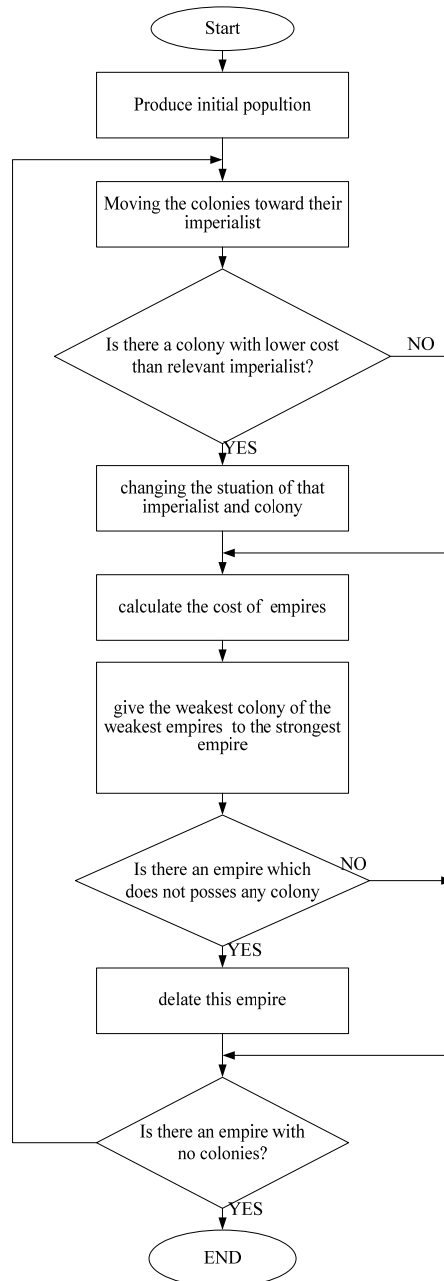 Start
Produce initial popultion
Moving the colonies toward their
imperialist
Is there a colony with lower cost
than relevant imperialist?
NO
YES
changing the stuation of that
imperialist and colony
calculate the cost of empires
give the weakest colony of the
weakest empires to the strongest
empire
Is there an empire which
does not posses any colony
NO
YES
delate this empire
Is there an empire with
no colonies?
YES
END